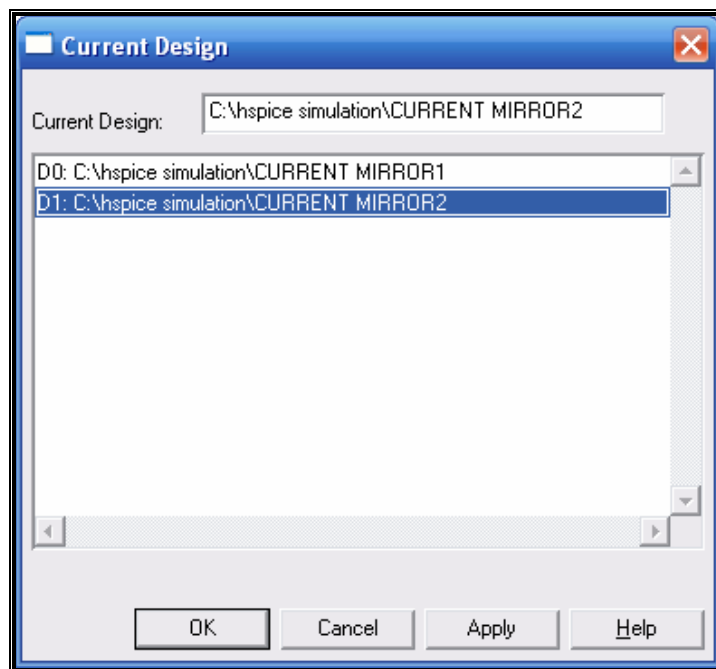 Current Design
Current Design: C:\hspice simulation\CURRENT MIRROR2
D0: C:\hspice simulation\CURRENT MIRROR1
D1: C:\hspice simulation\CURRENT MIRROR2
OK Cancel Apply Help